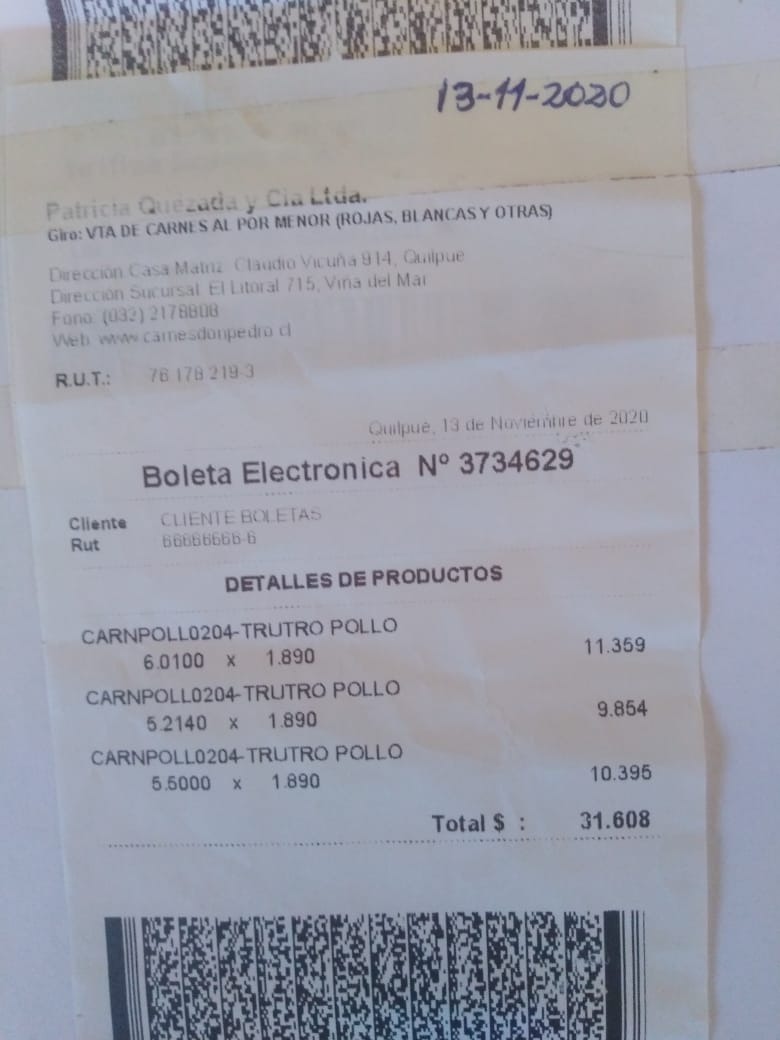 13-11-2020
Patricia Quezada y Cia Ltda.
Giro: VTA DE CARNES AL POR MENOR (ROJAS, BLANCAS Y OTRAS)
Dirección Casa Matriz: Claudio Vicuña 914, Quilpue
Dirección Sucursal: El Litoral 715, Viña del Mar
Fono: (032) 2178808
Web: www.carnesdonpedro.cl
R.U.T.: 76.178.219-3
Quilpué, 13 de Noviembre de 2020
Boleta Electronica Nº 3734629
Cliente CLIENTE BOLETAS
Rut 66666666-6
DETALLES DE PRODUCTOS
CARNPOLL0204-TRUTRO POLLO
6.0100 x 1.890 11.359
CARNPOLL0204-TRUTRO POLLO
5.2140 x 1.890 9.854
CARNPOLL0204-TRUTRO POLLO
5.5000 x 1.890 10.395
Total $ : 31.608